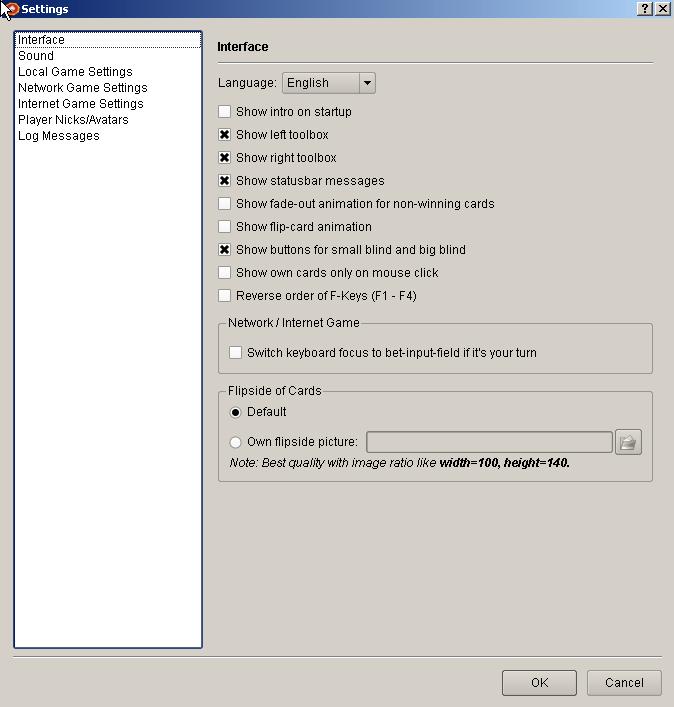 Settings
Interface
Sound
Local Game Settings
Network Game Settings
Internet Game Settings
Player Nicks/Avatars
Log Messages
Interface
Language: English
Show intro on startup
Show left toolbox
Show right toolbox
Show statusbar messages
Show fade-out animation for non-winning cards
Show flip-card animation
Show buttons for small blind and big blind
Show own cards only on mouse click
Reverse order of F-Keys (F1 - F4)
Network / Internet Game
Switch keyboard focus to bet-input-field if it's your turn
Flipside of Cards
Default
Own flipside picture:
Note: Best quality with image ratio like width=100, height=140.
OK Cancel